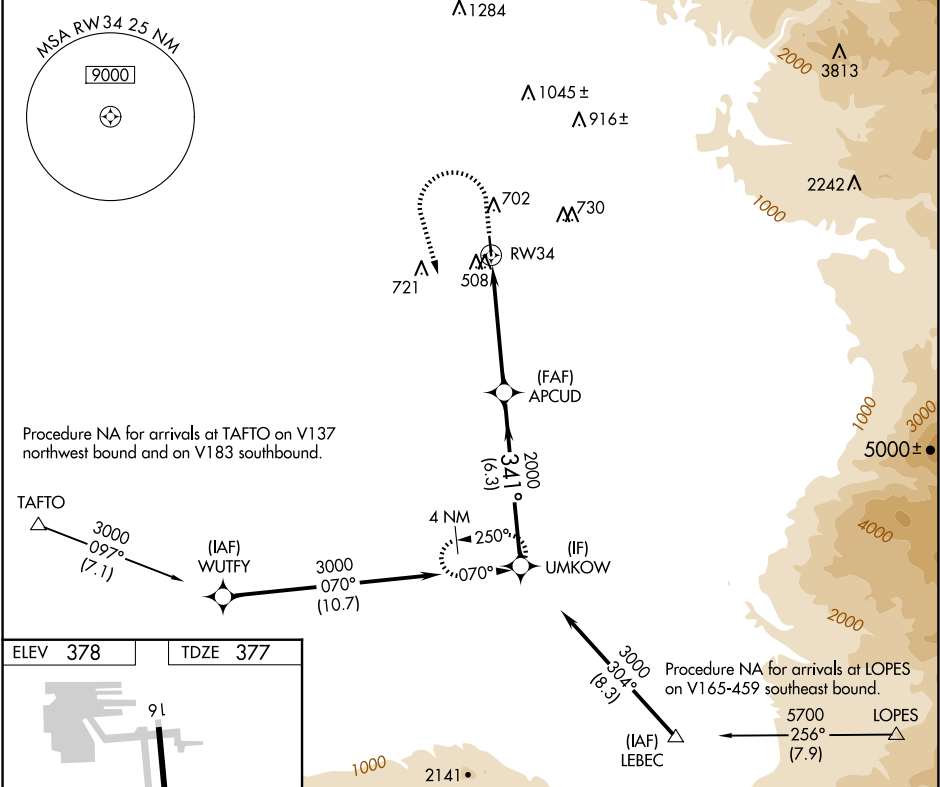 1284
MSA RW34 25 NM
9000
2000
3813
1045 ±
916 ±
2242
1000
702
730
RW34
721
508
(FAF)
APCUD
1000
3000
5000 ±
Procedure NA for arrivals at TAFTO on V137
northwest bound and on V183 southbound.
2000
341°
(6.3)
TAFTO
3000
097°
(7.1)
4 NM
250°
4000
(IAF)
WUTFY
3000
070°
(10.7)
070°
(IF)
UMKOW
2000
ELEV 378
TDZE 377
3000
304°
(8.3)
Procedure NA for arrivals at LOPES
on V165-459 southeast bound.
16
5700
256°
(7.9)
LOPES
(IAF)
LEBEC
1000
2141